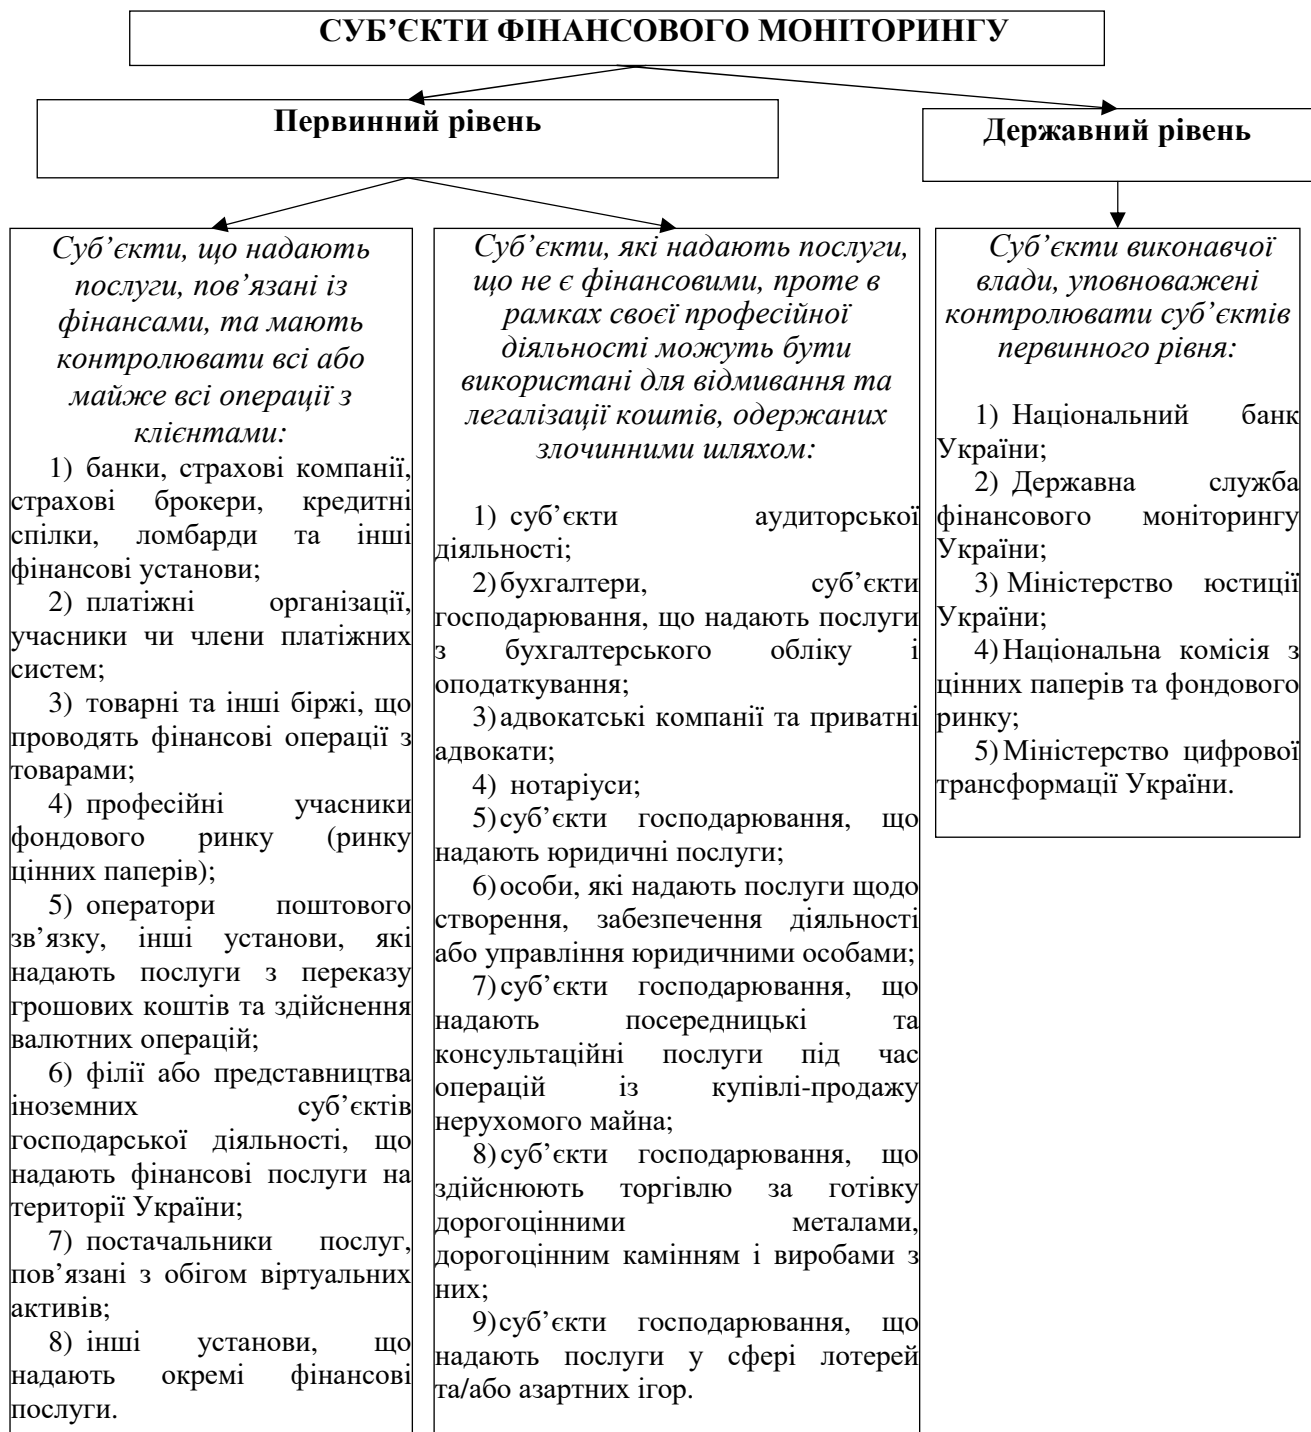 СУБ’ЄКТИ ФІНАНСОВОГО МОНІТОРИНГУ
Первинний рівень
Державний рівень
Суб’єкти, що надають
послуги, пов’язані із
фінансами, та мають
контролювати всі або
майже всі операції з
клієнтами:
1) банки, страхові компанії,
страхові брокери, кредитні
спілки, ломбарди та інші
фінансові установи;
2) платіжні організації,
учасники чи члени платіжних
систем;
3) товарні та інші біржі, що
проводять фінансові операції з
товарами;
4) професійні учасники
фондового ринку (ринку
цінних паперів);
5) оператори поштового
зв’язку, інші установи, які
надають послуги з переказу
грошових коштів та здійснення
валютних операцій;
6) філії або представництва
іноземних суб’єктів
господарської діяльності, що
надають фінансові послуги на
території України;
7) постачальники послуг,
пов’язані з обігом віртуальних
активів;
8) інші установи, що
надають окремі фінансові
послуги.
Суб’єкти, які надають послуги,
що не є фінансовими, проте в
рамках своєї професійної
діяльності можуть бути
використані для відмивання та
легалізації коштів, одержаних
злочинними шляхом:
1) суб’єкти аудиторської
діяльності;
2) бухгалтери, суб’єкти
господарювання, що надають послуги
з бухгалтерського обліку і
оподаткування;
3) адвокатські компанії та приватні
адвокати;
4) нотаріуси;
5) суб’єкти господарювання, що
надають юридичні послуги;
6) особи, які надають послуги щодо
створення, забезпечення діяльності
або управління юридичними особами;
7) суб’єкти господарювання, що
надають посередницькі та
консультаційні послуги під час
операцій із купівлі-продажу
нерухомого майна;
8) суб’єкти господарювання, що
здійснюють торгівлю за готівку
дорогоцінними металами,
дорогоцінним камінням і виробами з
них;
9) суб’єкти господарювання, що
надають послуги у сфері лотерей
та/або азартних ігор.
Суб’єкти виконавчої
влади, уповноважені
контролювати суб’єктів
первинного рівня:
1) Національний банк
України;
2) Державна служба
фінансового моніторингу
України;
3) Міністерство юстиції
України;
4) Національна комісія з
цінних паперів та фондового
ринку;
5) Міністерство цифрової
трансформації України.